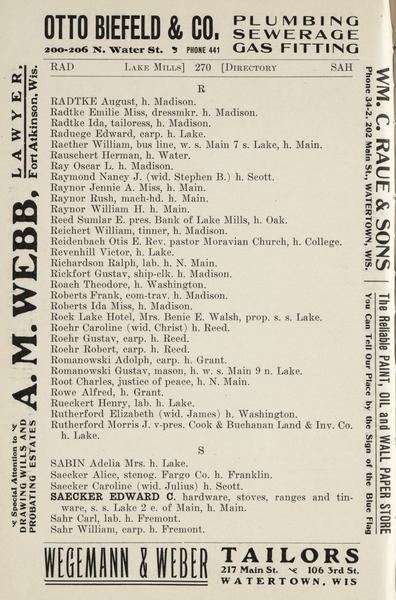 OTTO BIEFELD & CO.
200-206 N. Water St. PHONE 441
PLUMBING
SEWERAGE
GAS FITTING
RAD LAKE MILLS] 270 [DIRECTORY SAH
R
RADTKE August, h. Madison.
Radtke Emilie Miss, dressmkr. h. Madison.
Radtke Ida, tailoress, h. Madison.
Raduege Edward, carp. h. Lake.
Raether William, bus line, w. s. Main 7 s. Lake, h. Main.
Rausehert Herman, h. Water.
Ray Oscar L. h. Madison.
Raymond Nancy J. (wid. Stephen B.) h. Scott.
Raynor Jennie A. Miss, h. Main.
Raynor Rush, mach-hd. h. Main.
Raynor William H. h. Main.
Reed Sumlar E. pres. Bank of Lake Mills, h. Oak.
Reichert William, tinner, h. Madison.
Reidenbach Otis E. Rev. pastor Moravian Church, h. College.
Revenhill Victor, h. Lake.
Richardson Ralph, lab. h. N. Main.
Rickfort Gustav, ship-clk. h. Madison.
Roach Theodore, h. Washington.
Roberts Frank, com-trav. h. Madison.
Roberts Ida Miss, h. Madison.
Rock Lake Hotel, Mrs. Benie E. Walsh, prop. s. s. Lake.
Roehr Caroline (wid. Christ) h. Reed.
Roehr Gustav, carp. h. Reed.
Roehr Robert, carp. h. Reed.
Romanowski Adolph, carp. h. Grant.
Romanowski Gustav, mason, h. w. s. Main 9 n. Lake.
Root Charles, justice of peace, h. N. Main.
Rowe Alfred, h. Grant.
Rueckert Henry, lab. h. Lake.
Rutherford Elizabeth (wid. James) h. Washington.
Rutherford Morris J. v-pres. Cook & Buchanan Land & Inv. Co.
h. Lake.
S
SABIN Adelia Mrs. h. Lake.
Saecker Alice, stenog. Fargo Co. h. Franklin.
Saecker Caroline (wid. Julius) h. Scott.
SAECKER EDWARD C. hardware, stoves, ranges and tin-
ware, s. s. Lake 2 e. of Main, h. Main.
Sahr Carl, lab. h. Fremont.
Sahr William, carp. h. Fremont.
WEGEMANN & WEBER
TAILORS
217 Main St. 106 3rd St.
WATERTOWN, WIS
A. M. WEBB, LAWYER,
Fort Atkinson, Wis.
Special Attention to
DRAWING WILLS AND
PROBATING ESTATES
WM. C. RAUE & SONS
Phone 34-2. 202 Main St., WATERTOWN, WIS.
The Reliable PAINT, OIL and WALL PAPER STORE
You Can Tell Our Place by the Sign of the Blue Flag